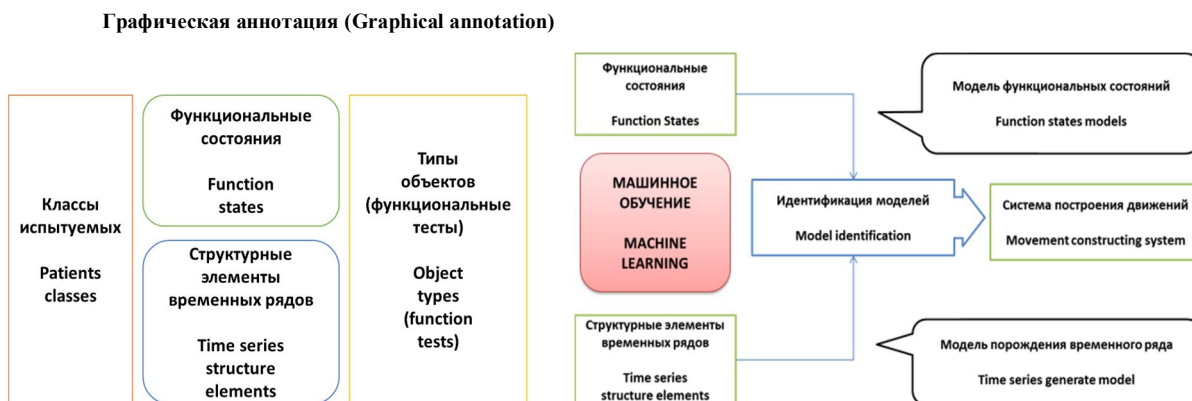 Графическая аннотация (Graphical annotation)
Классы
испытуемых
Patients
classes
Функциональные
состояния
Function
states
Структурные
элементы
временных рядов
Time series
structure
elements
Типы
объектов
(функциональные
тесты)
Object
types
(function
tests)
Функциональные
состояния
Function States
МАШИННОЕ
ОБУЧЕНИЕ
MACHINE
LEARNING
Структурные элементы
временных рядов
Time series
structure elements
Идентификация моделей
Model identification
Модель функциональных состояний
Function states models
Система построения движений
Movement constructing system
Модель порождения временного ряда
Time series generate model